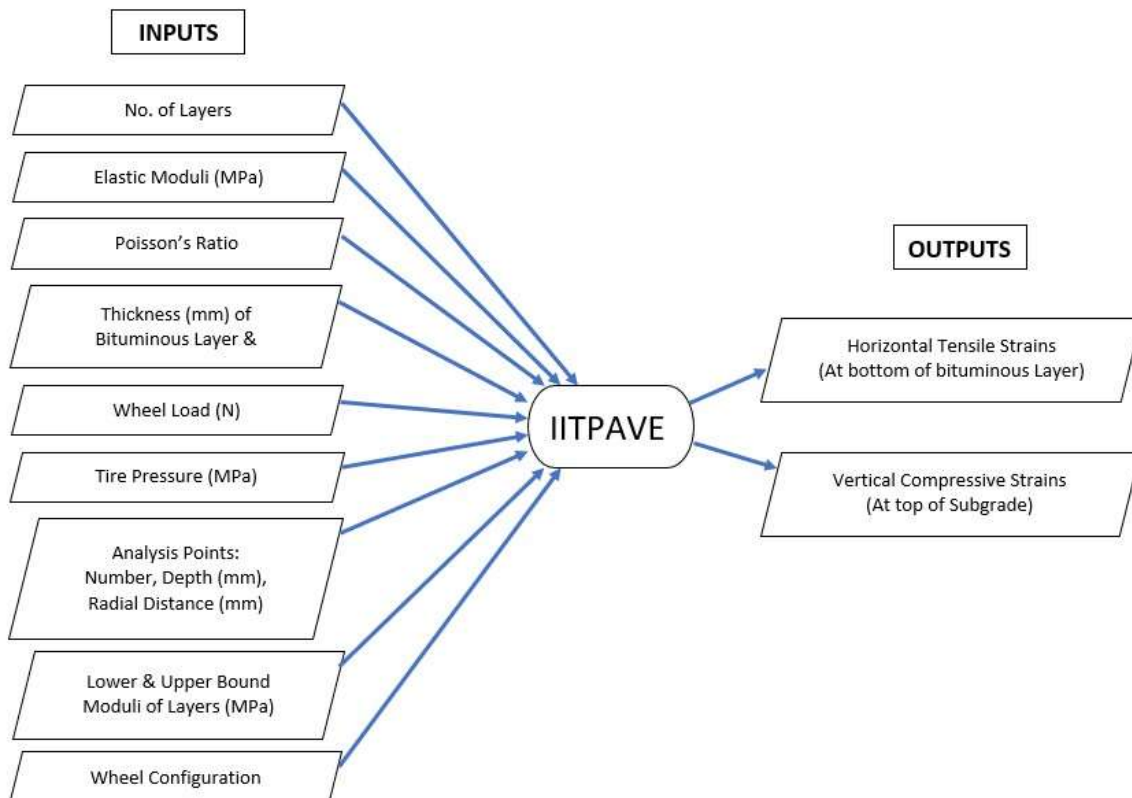 INPUTS
No. of Layers
Elastic Moduli (MPa)
Poisson's Ratio
Thickness (mm) of
Bituminous Layer &
Wheel Load (N)
Tire Pressure (MPa)
Analysis Points:
Number, Depth (mm),
Radial Distance (mm)
Lower & Upper Bound
Moduli of Layers (MPa)
Wheel Configuration
IITPAVE
OUTPUTS
Horizontal Tensile Strains
(At bottom of bituminous Layer)
Vertical Compressive Strains
(At top of Subgrade)